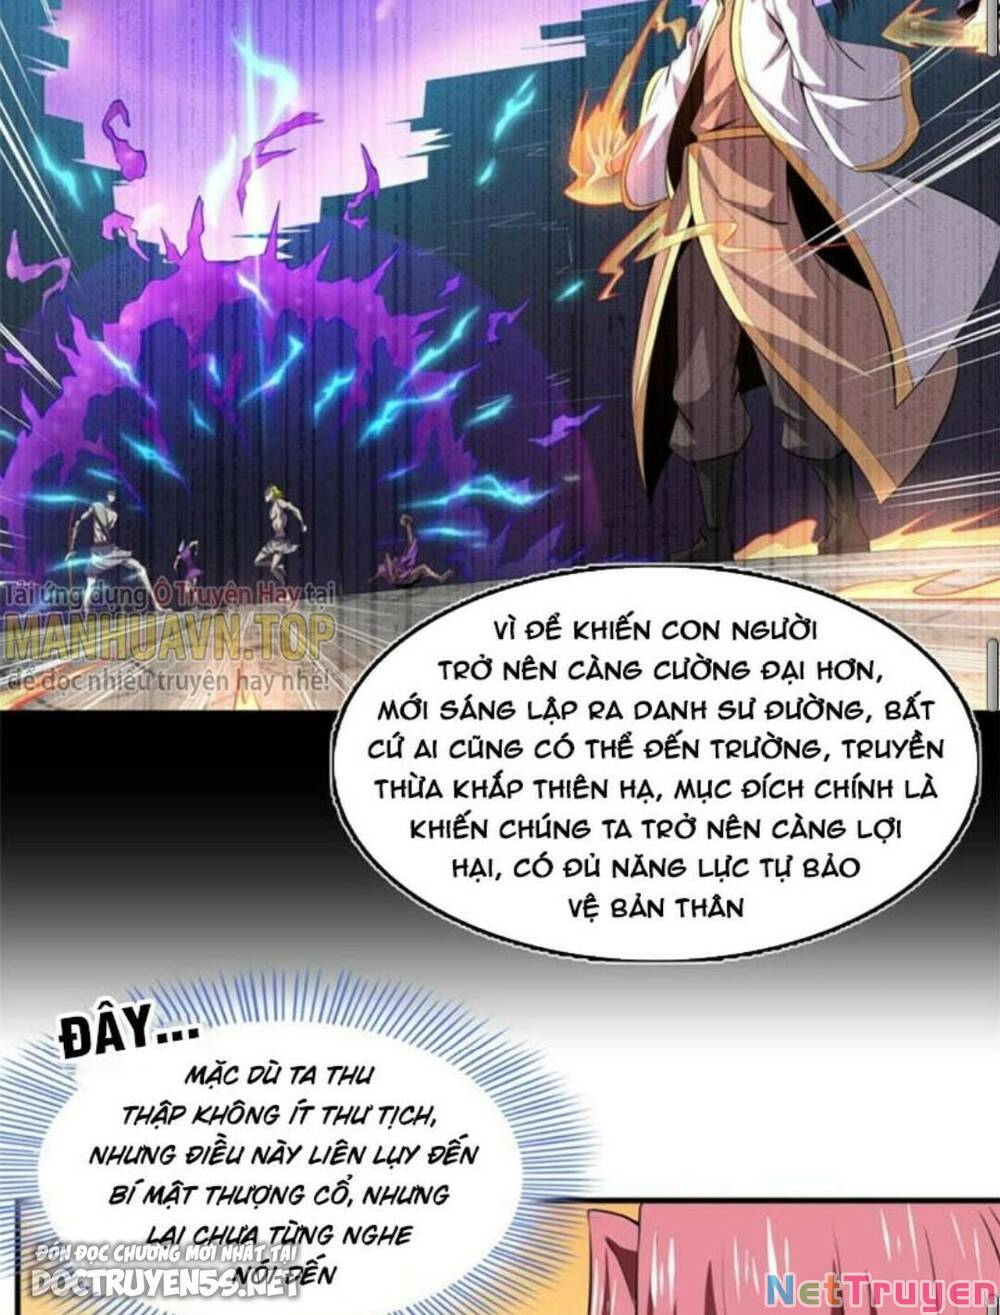 Tải ứng dụng Ổ Truyện Hay tại
MANHUAVN.TOP
để đọc nhiều truyện hay nhé!
VÌ ĐỂ KHIẾN CON NGƯỜI
TRỞ NÊN CÀNG CƯỜNG ĐẠI HƠN,
MỚI SÁNG LẬP RA DANH SƯ ĐƯỜNG, BẤT
CỨ AI CŨNG CÓ THỂ ĐẾN TRƯỜNG, TRUYỀN
THỪA KHẮP THIÊN HẠ, MỤC ĐÍCH CHÍNH LÀ
KHIẾN CHÚNG TA TRỞ NÊN CÀNG LỢI
HẠI, CÓ ĐỦ NĂNG LỰC TỰ BẢO
VỆ BẢN THÂN
ĐÂY...
MẶC DÙ TA THU
THẬP KHÔNG ÍT THƯ TỊCH,
NHƯNG ĐIỀU NÀY LIÊN LỤY ĐẾN
BÍ MẬT THƯỢNG CỔ, NHƯNG
LẠI CHƯA TỪNG NGHE
NÓI ĐẾN
ĐÓN ĐỌC CHƯƠNG MỚI NHẤT TẠI
DOCTRUYEN5S.NET
NetTruyen